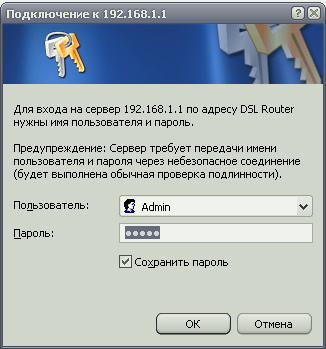 Подключение к 192.168.1.1
Для входа на сервер 192.168.1.1 по адресу DSL Router
нужны имя пользователя и пароль.
Предупреждение: Сервер требует передачи имени
пользователя и пароля через небезопасное соединение
(будет выполнена обычная проверка подлинности).
Пользователь: Admin
Пароль: •••••
Сохранить пароль
ОК Отмена